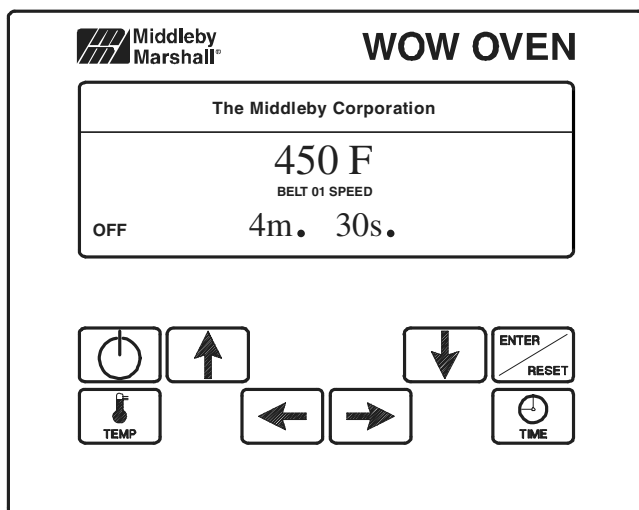 Middleby
Marshall®
WOW OVEN
The Middleby Corporation
450 F
BELT 01 SPEED
OFF 4m. 30s.
ENTER
RESET
TEMP
TIME